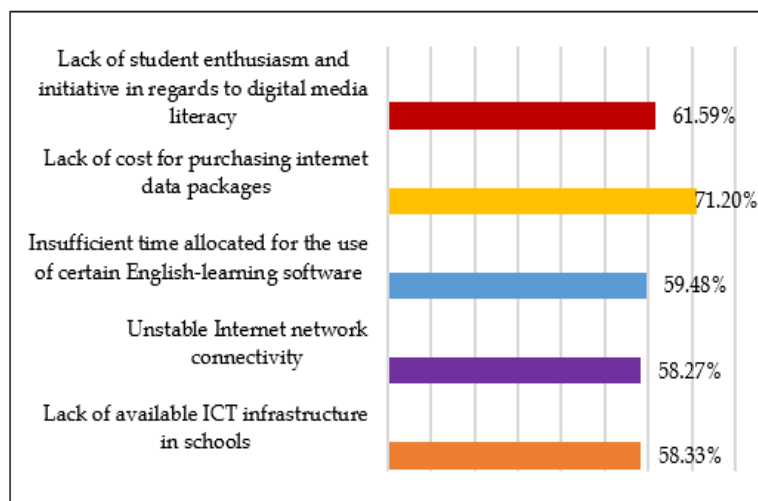 Lack of student enthusiasm and
initiative in regards to digital media
literacy
61.59%
Lack of cost for purchasing internet
data packages
71.20%
Insufficient time allocated for the use
of certain English-learning software
59.48%
Unstable Internet network
connectivity
58.27%
Lack of available ICT infrastructure
in schools
58.33%